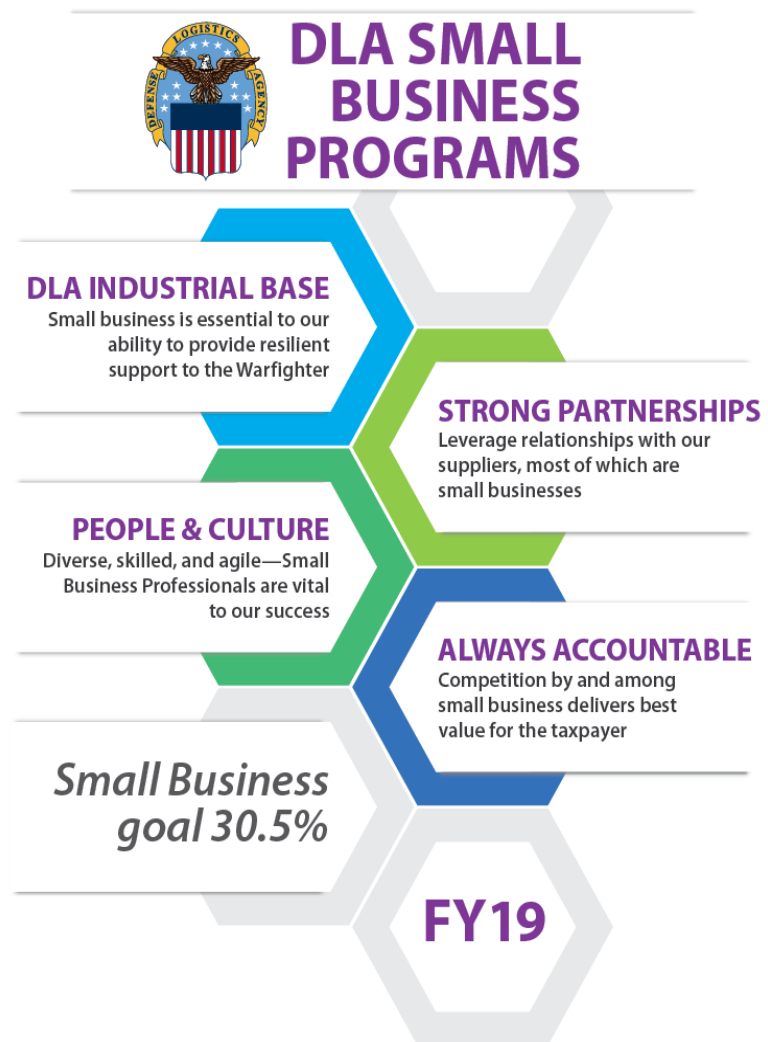 DEFENSE LOGISTICS AGENCY
DLA SMALL
BUSINESS
PROGRAMS
DLA INDUSTRIAL BASE
Small business is essential to our
ability to provide resilient
support to the Warfighter
STRONG PARTNERSHIPS
Leverage relationships with our
suppliers, most of which are
small businesses
PEOPLE & CULTURE
Diverse, skilled, and agile—Small
Business Professionals are vital
to our success
ALWAYS ACCOUNTABLE
Competition by and among
small business delivers best
value for the taxpayer
Small Business
goal 30.5%
FY19